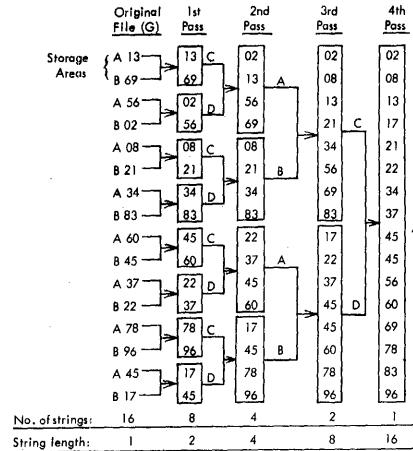 Original 1st 2nd 3rd 4th
File (G) Pass Pass Pass Pass
Storage Areas
A 13 13 C 02 02 02
B 69 69 13 A 08 08
A 56 02 D 56 13 13
B 02 56 69 21 C 17
A 08 08 C 08 34 21
B 21 21 21 B 56 22
A 34 34 D 34 69 34
B 83 83 83 83 37
A 60 45 C 22 17 45
B 45 60 37 A 22 45
A 37 22 D 45 37 56
B 22 37 60 45 D 60
A 78 78 C 17 45 69
B 96 96 45 B 60 78
A 45 17 D 78 78 83
B 17 45 96 96 96
No. of strings: 16 8 4 2 1
String length: 1 2 4 8 16